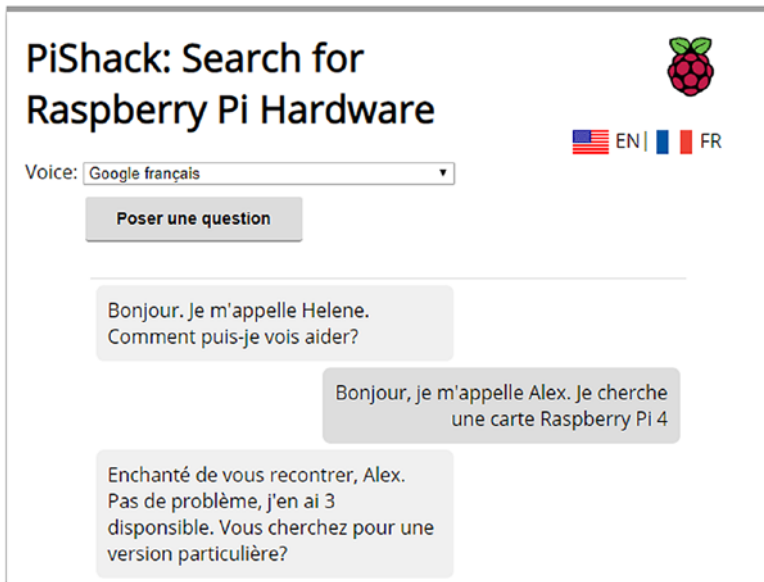 PiShack: Search for
Raspberry Pi Hardware
EN| FR
Voice: Google français
Poser une question
Bonjour. Je m'appelle Helene.
Comment puis-je vois aider?
Bonjour, je m'appelle Alex. Je cherche
une carte Raspberry Pi 4
Enchanté de vous recontrer, Alex.
Pas de problème, j'en ai 3
disponsible. Vous cherchez pour une
version particulière?